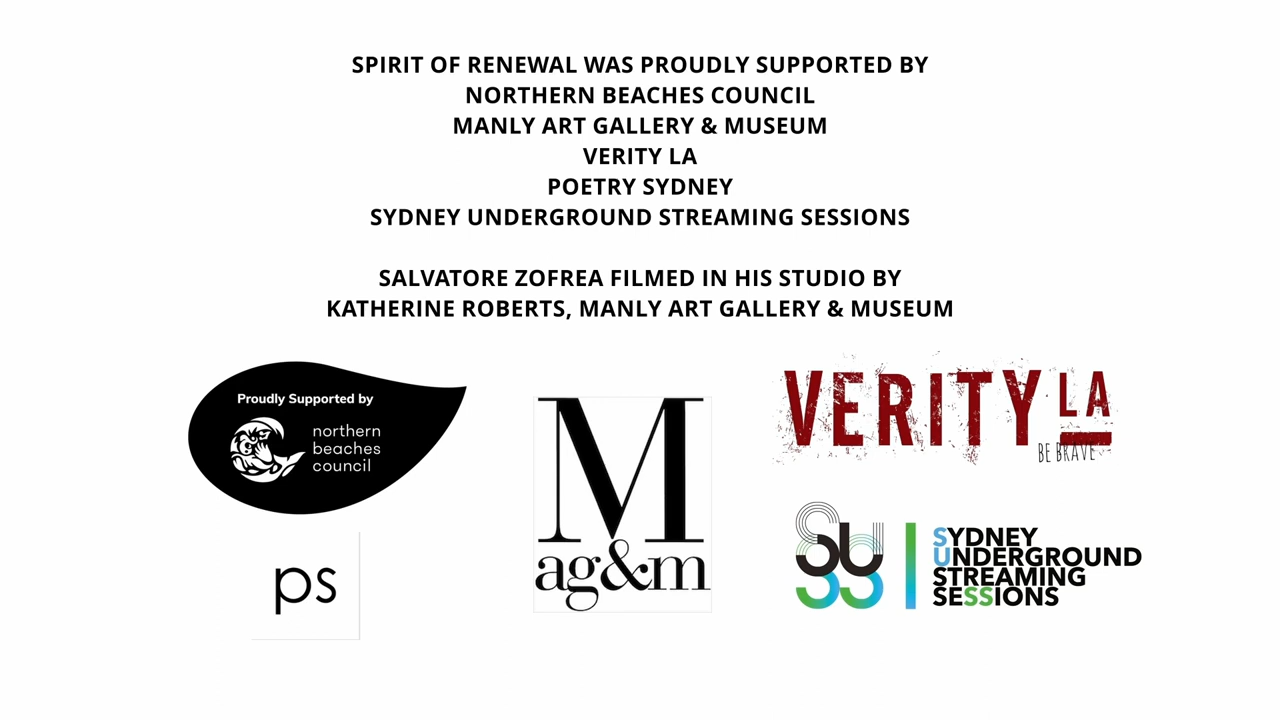 SPIRIT OF RENEWAL WAS PROUDLY SUPPORTED BY
NORTHERN BEACHES COUNCIL
MANLY ART GALLERY & MUSEUM
VERITY LA
POETRY SYDNEY
SYDNEY UNDERGROUND STREAMING SESSIONS
SALVATORE ZOFREA FILMED IN HIS STUDIO BY
KATHERINE ROBERTS, MANLY ART GALLERY & MUSEUM
Proudly Supported by
northern
beaches
council
ps
M
ag&m
VERITY LA
BE BRAVE
SUSS
SYDNEY
UNDERGROUND
STREAMING
SESSIONS